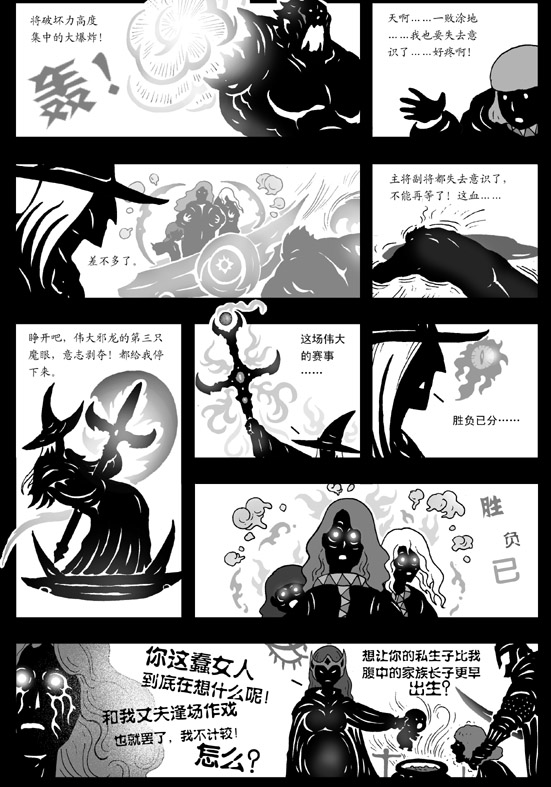 将破坏力高度
集中的大爆炸！
轰！
天啊……一败涂地
……我也要失去意
识了……好疼啊！
差不多了。
主将副将都失去意识了，
不能再等了！这血……
睁开吧，伟大邪龙的第三只
魔眼，意志剥夺！都给我停
下来。
这场伟大
的赛事
……
胜负已分……
胜
负
已
你这蠢女人
到底在想什么呢！
和我丈夫逢场作戏
也就罢了，我不计较！
怎么？
想让你的私生子比我
腹中的家族长子更早
出生？